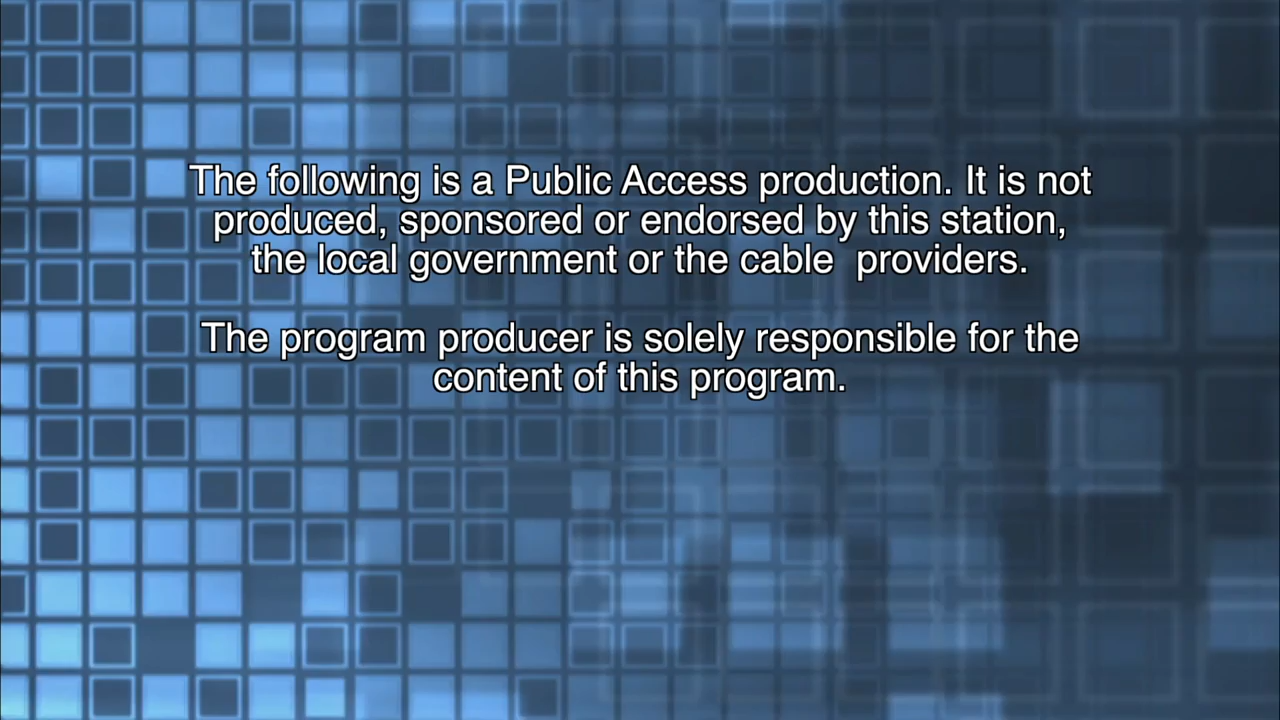 The following is a Public Access production. It is not
produced, sponsored or endorsed by this station,
the local government or the cable  providers.
The program producer is solely responsible for the
content of this program.